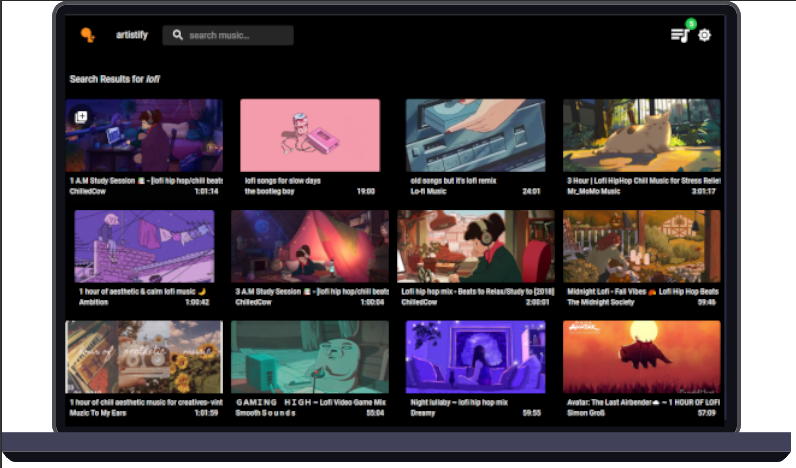 artistify
search music...
5
Search Results for lofi
1 A.M Study Session 📚 - [lofi hip hop/chill beats
ChilledCow 1:01:14
lofi songs for slow days
the bootleg boy 19:00
old songs but it's lofi remix
Lo-fi Music 24:01
3 Hour | Lofi HipHop Chill Music for Stress Relief
Mr_MoMo Music 3:01:17
1 hour of aesthetic & calm lofi music 🌙
Ambition 1:00:42
3 A.M Study Session 📚 - [lofi hip hop/chill beats
ChilledCow 1:00:04
Lofi hip hop mix - Beats to Relax/Study to [2018]
ChilledCow 2:00:01
Midnight Lofi - Fall Vibes 🍂 Lofi Hip Hop Beats
The Midnight Society 59:46
hour of aesthetic music
1 hour of chill aesthetic music for creatives- vint
Muzic To My Ears 1:01:59
G A M I N G H I G H ~ Lofi Video Game Mix
Smooth S o u n d s 55:04
Night lullaby ~ lofi hip hop mix
Dreamy 59:55
AVATAR
Avatar: The Last Airbender☁ ~ 1 HOUR OF LOFI
Simon Groß 57:09